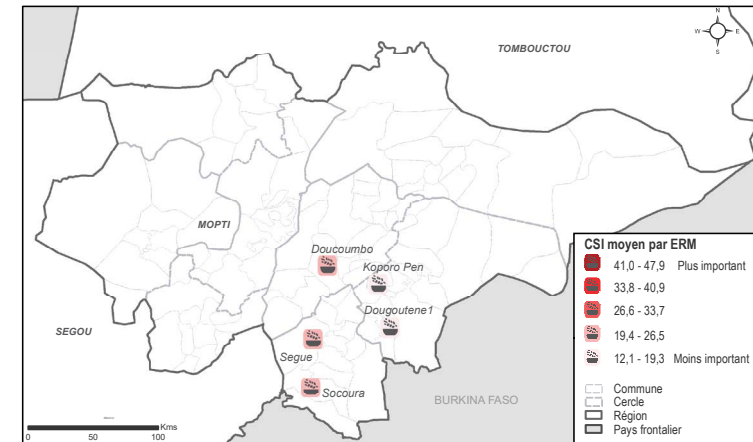 TOMBOUCTOU
N
W E
S
MOPTI
Doucoumbo
Koporo Pen
Dougoutene1
SEGOU
Segue
Socoura
BURKINA FASO
CSI moyen par ERM
41,0 - 47,9 Plus important
33,8 - 40,9
26,6 - 33,7
19,4 - 26,5
12,1 - 19,3 Moins important
Commune
Cercle
Région
Pays frontalier
Kms
0 50 100